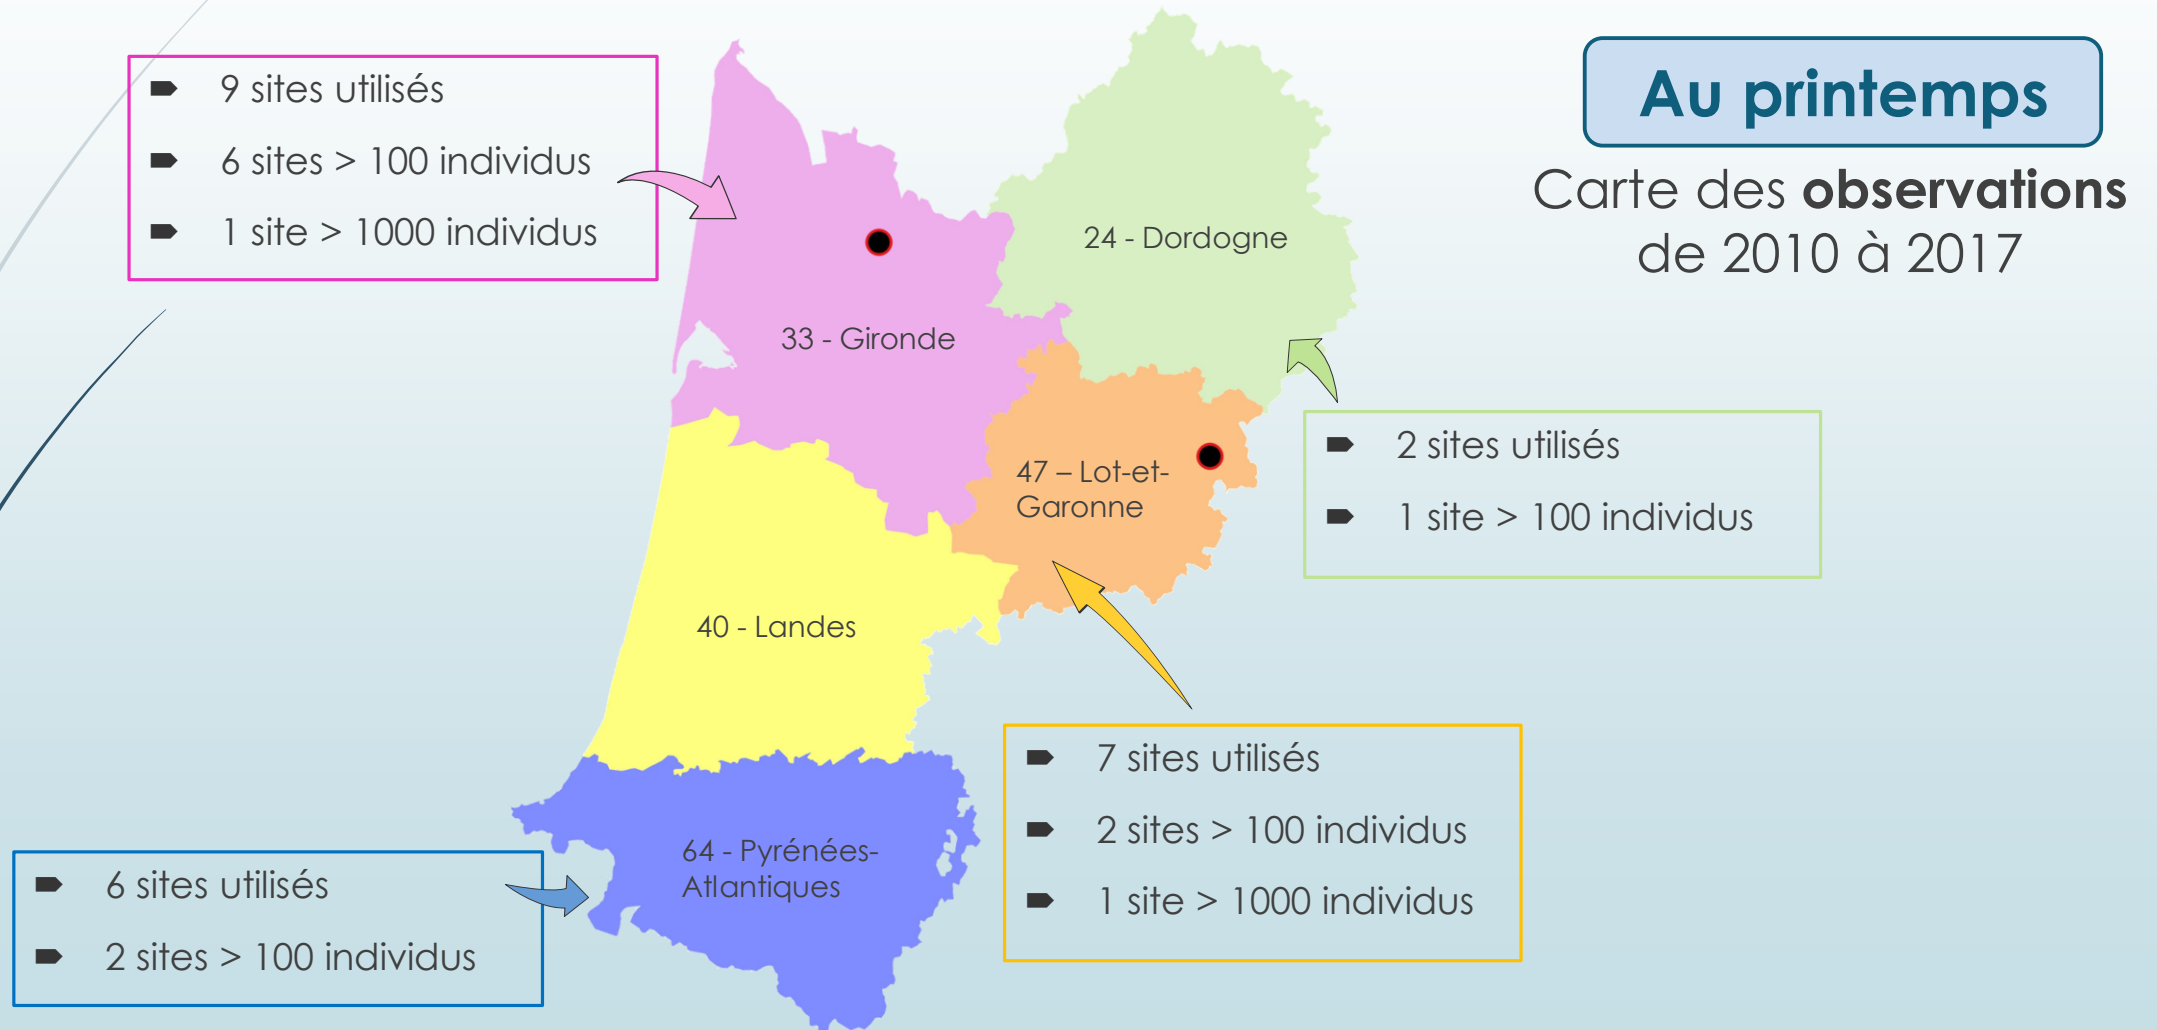 Au printemps
Carte des observations
de 2010 à 2017
9 sites utilisés
6 sites > 100 individus
1 site > 1000 individus
24 - Dordogne
33 - Gironde
2 sites utilisés
1 site > 100 individus
47 – Lot-et-
Garonne
40 - Landes
7 sites utilisés
2 sites > 100 individus
1 site > 1000 individus
64 - Pyrénées-
Atlantiques
6 sites utilisés
2 sites > 100 individus